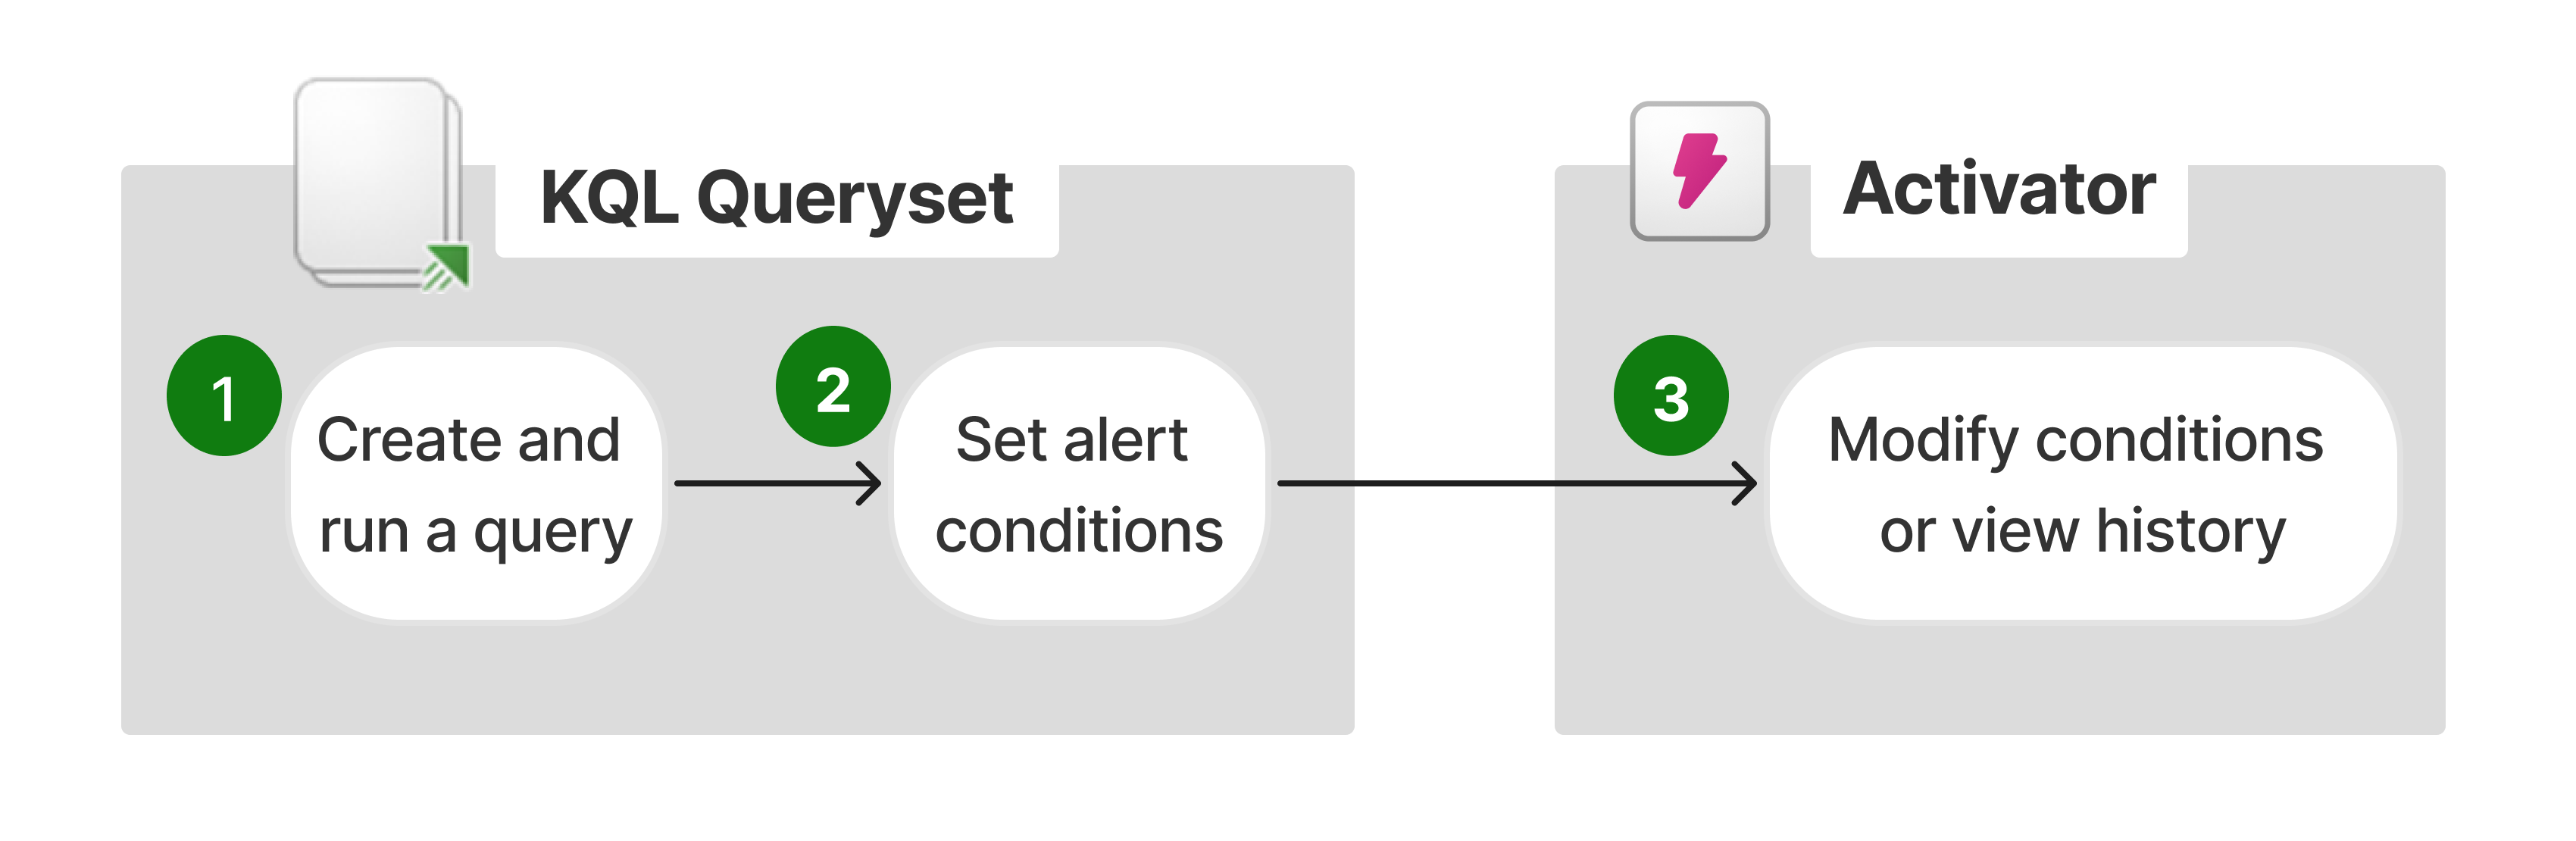 KQL Queryset
1
Create and
run a query
2
Set alert
conditions
Activator
3
Modify conditions
or view history